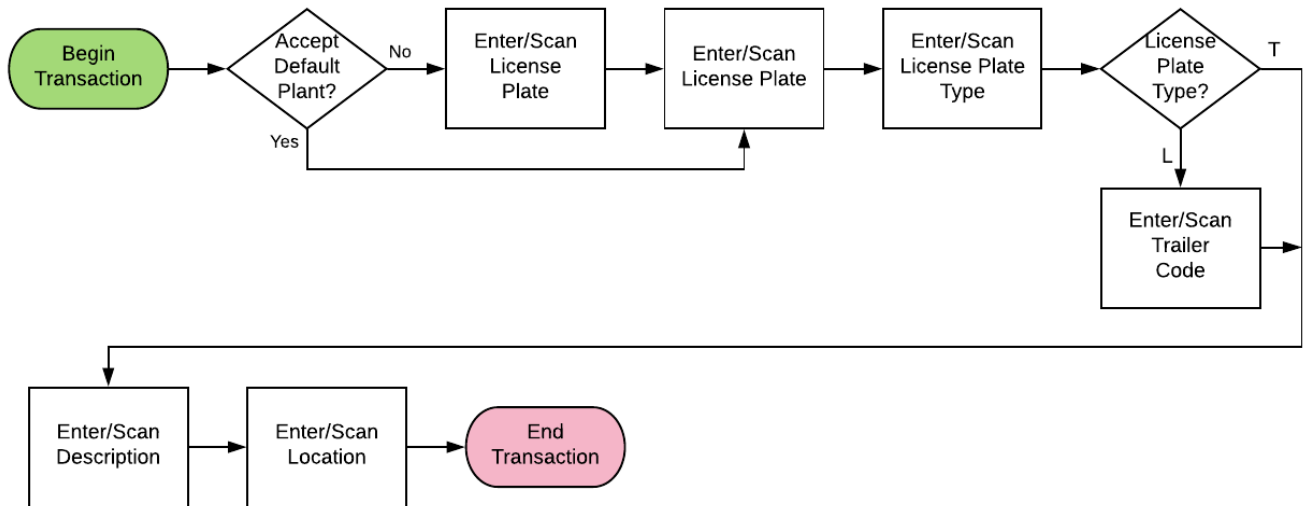 Begin
Transaction
Accept
Default
Plant?
No
Yes
Enter/Scan
License
Plate
Enter/Scan
License Plate
Enter/Scan
License Plate
Type
License
Plate
Type?
T
L
Enter/Scan
Trailer
Code
Enter/Scan
Description
Enter/Scan
Location
End
Transaction